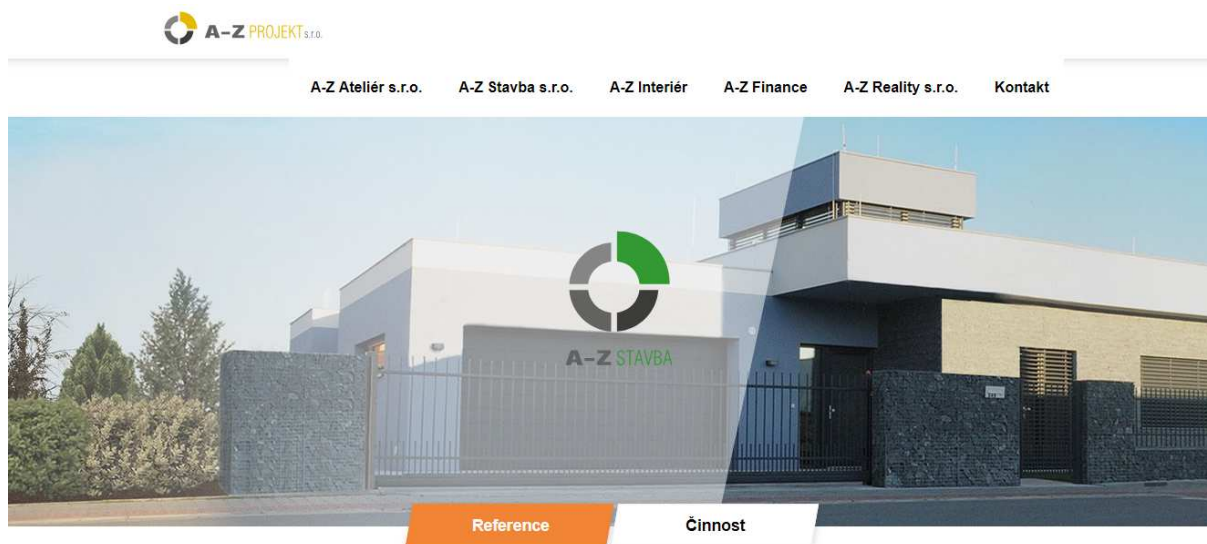 A-Z PROJEKT s.r.o.
A-Z Ateliér s.r.o. A-Z Stavba s.r.o. A-Z Interiér A-Z Finance A-Z Reality s.r.o. Kontakt
A-Z STAVBA
Reference Činnost